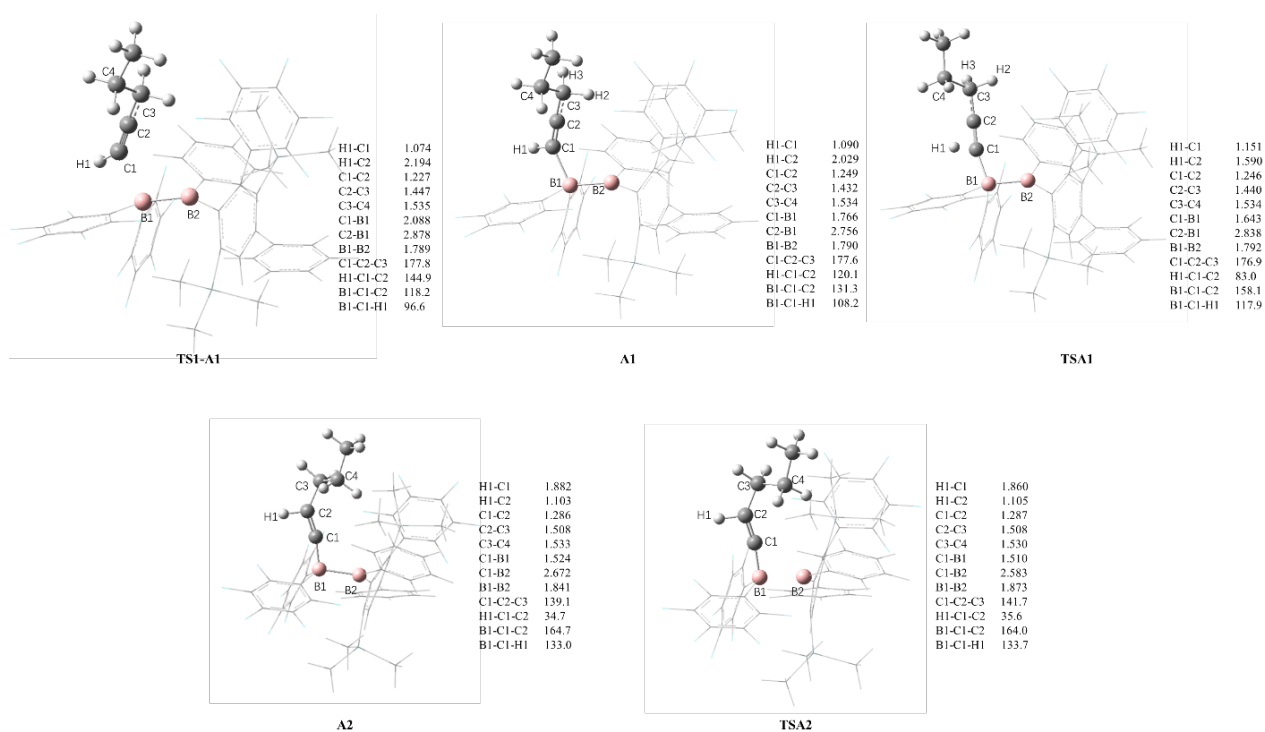 C4
C3
C2
H1
C1
B1
B2
H1-C1 1.074
H1-C2 2.194
C1-C2 1.227
C2-C3 1.447
C3-C4 1.535
C1-B1 2.088
C2-B1 2.878
B1-B2 1.789
C1-C2-C3 177.8
H1-C1-C2 144.9
B1-C1-C2 118.2
B1-C1-H1 96.6
TS1-A1
H3
C4
H2
C3
C2
H1
C1
B1
B2
H1-C1 1.090
H1-C2 2.029
C1-C2 1.249
C2-C3 1.432
C3-C4 1.534
C1-B1 1.766
C2-B1 2.756
B1-B2 1.790
C1-C2-C3 177.6
H1-C1-C2 120.1
B1-C1-C2 131.3
B1-C1-H1 108.2
A1
H3
H2
C4
C3
C2
H1
C1
B1
B2
H1-C1 1.151
H1-C2 1.590
C1-C2 1.246
C2-C3 1.440
C3-C4 1.534
C1-B1 1.643
C2-B1 2.838
B1-B2 1.792
C1-C2-C3 176.9
H1-C1-C2 83.0
B1-C1-C2 158.1
B1-C1-H1 117.9
TSA1
C3
C4
H1
C2
C1
B1
B2
H1-C1 1.882
H1-C2 1.103
C1-C2 1.286
C2-C3 1.508
C3-C4 1.533
C1-B1 1.524
C1-B2 2.672
B1-B2 1.841
C1-C2-C3 139.1
H1-C1-C2 34.7
B1-C1-C2 164.7
B1-C1-H1 133.0
A2
C3
C4
H1
C2
C1
B1
B2
H1-C1 1.860
H1-C2 1.105
C1-C2 1.287
C2-C3 1.508
C3-C4 1.530
C1-B1 1.510
C1-B2 2.583
B1-B2 1.873
C1-C2-C3 141.7
H1-C1-C2 35.6
B1-C1-C2 164.0
B1-C1-H1 133.7
TSA2